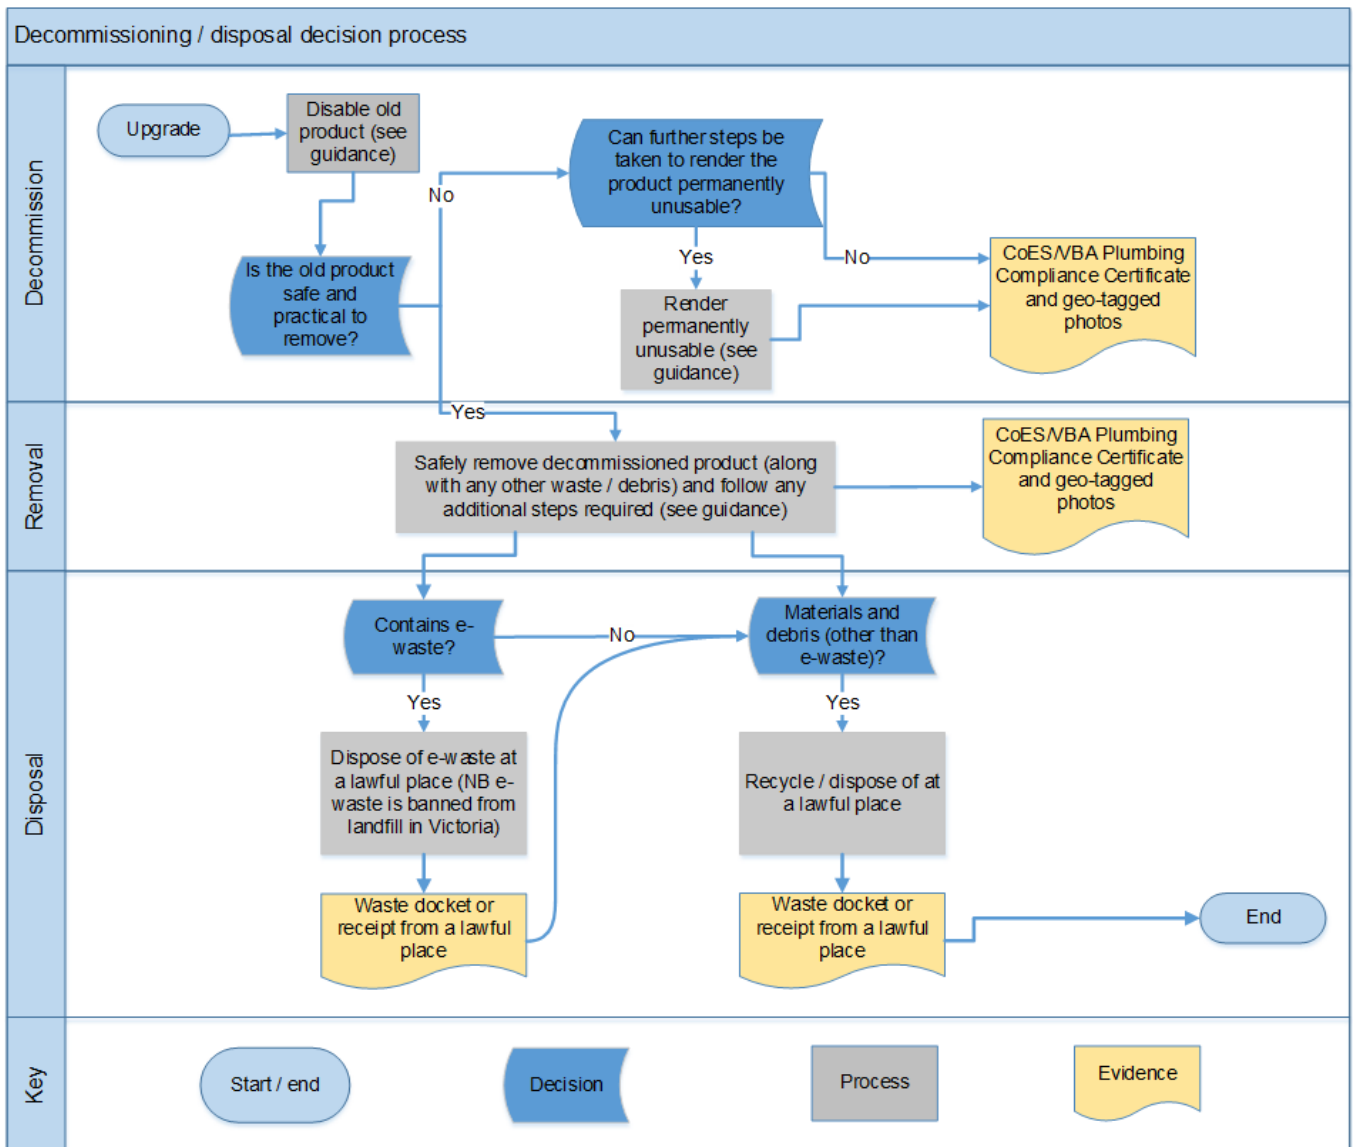 Decommissioning / disposal decision process
Decommission
Upgrade
Disable old
product (see
guidance)
Can further steps be
taken to render the
product permanently
unusable?
No
Is the old product
safe and
practical to
remove?
Yes
No
CoES/VBA Plumbing
Compliance Certificate
and geo-tagged
photos
Render
permanently
unusable (see
guidance)
Yes
Removal
Safely remove decommissioned product (along
with any other waste / debris) and follow any
additional steps required (see guidance)
CoES/VBA Plumbing
Compliance Certificate
and geo-tagged
photos
Disposal
Contains e-
waste?
No
Materials and
debris (other than
e-waste)?
Yes
Yes
Dispose of e-waste at
a lawful place (NB e-
waste is banned from
landfill in Victoria)
Recycle / dispose of at
a lawful place
Waste docket or
receipt from a lawful
place
Waste docket or
receipt from a lawful
place
End
Key
Start / end
Decision
Process
Evidence